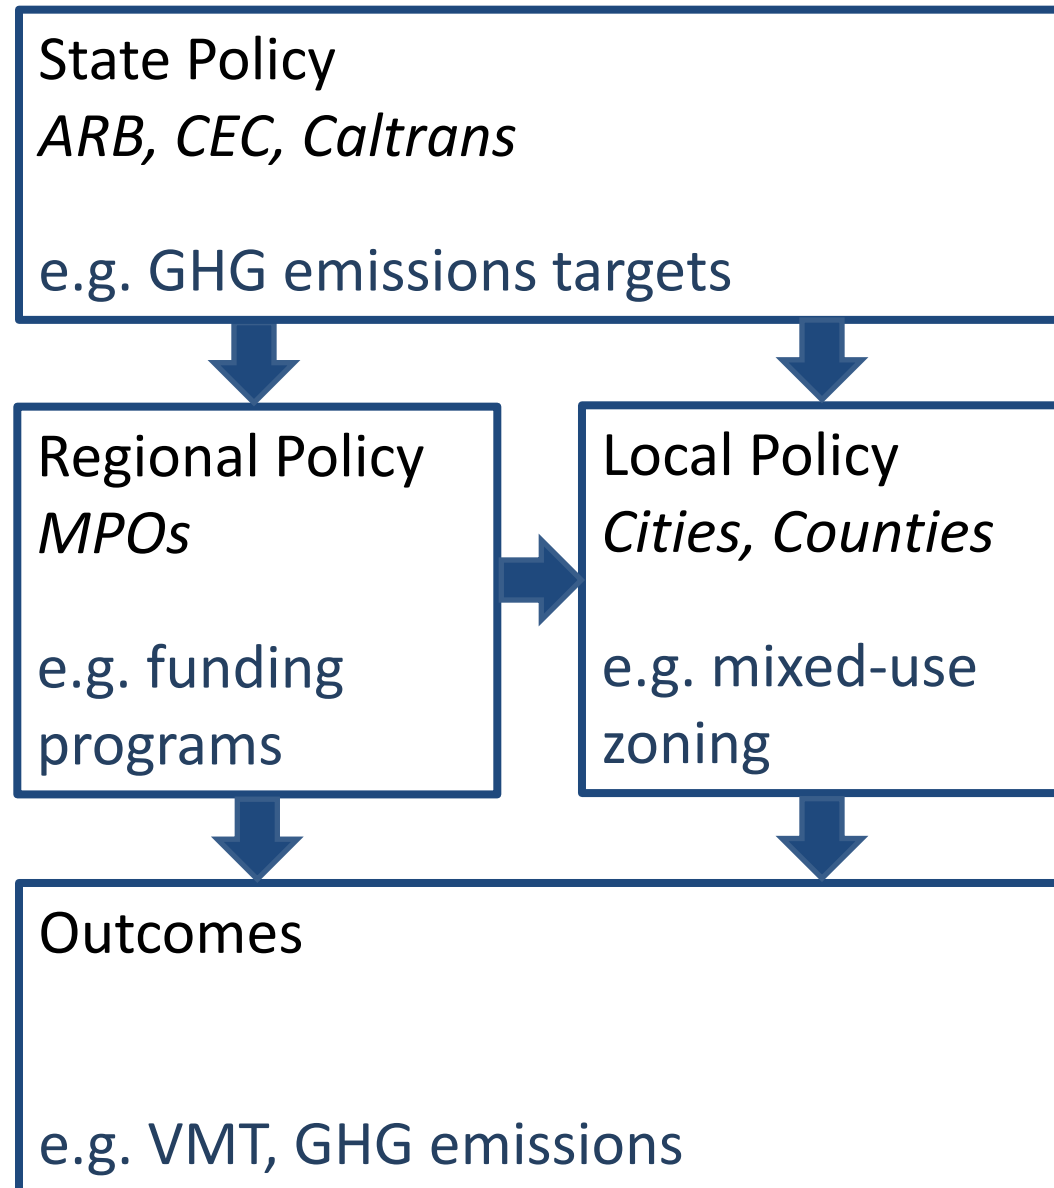 State Policy
ARB, CEC, Caltrans
e.g. GHG emissions targets
Regional Policy
MPOs
e.g. funding
programs
Local Policy
Cities, Counties
e.g. mixed-use
zoning
Outcomes
e.g. VMT, GHG emissions